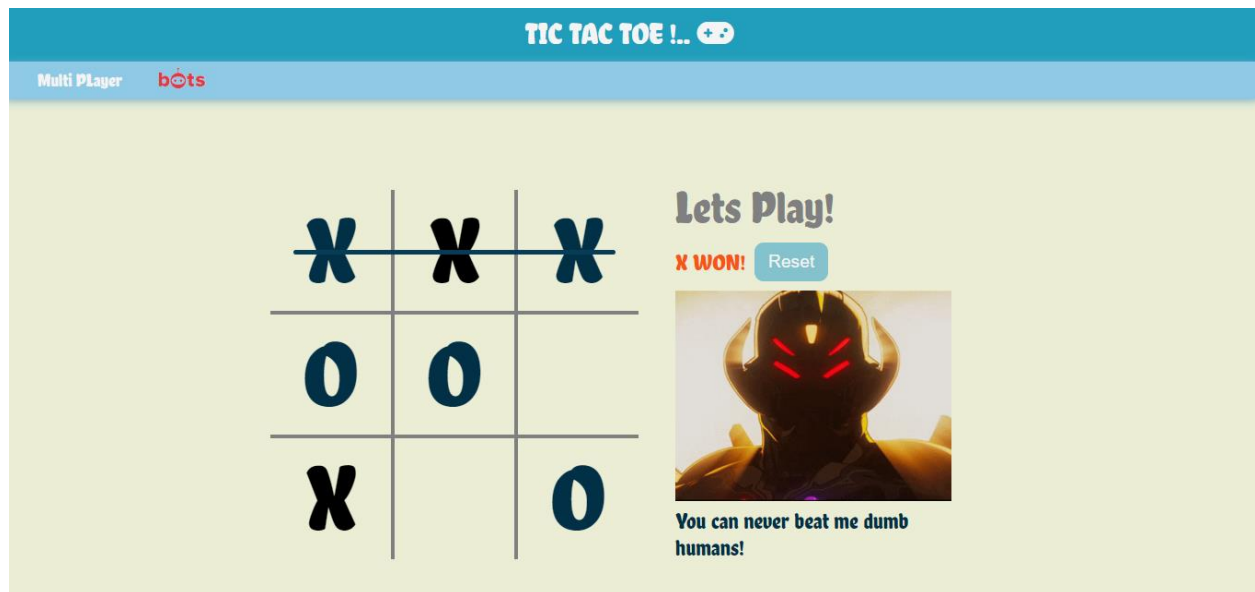 TIC TAC TOE !..
Multi PLayer bots
Lets Play!
X WON! Reset
X X X
O O
X O
You can never beat me dumb
humans!